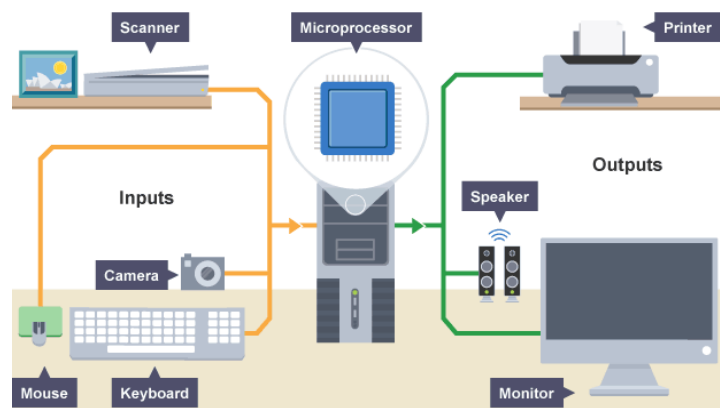 Scanner
Microprocessor
Printer
Inputs
Outputs
Speaker
Camera
Mouse
Keyboard
Monitor